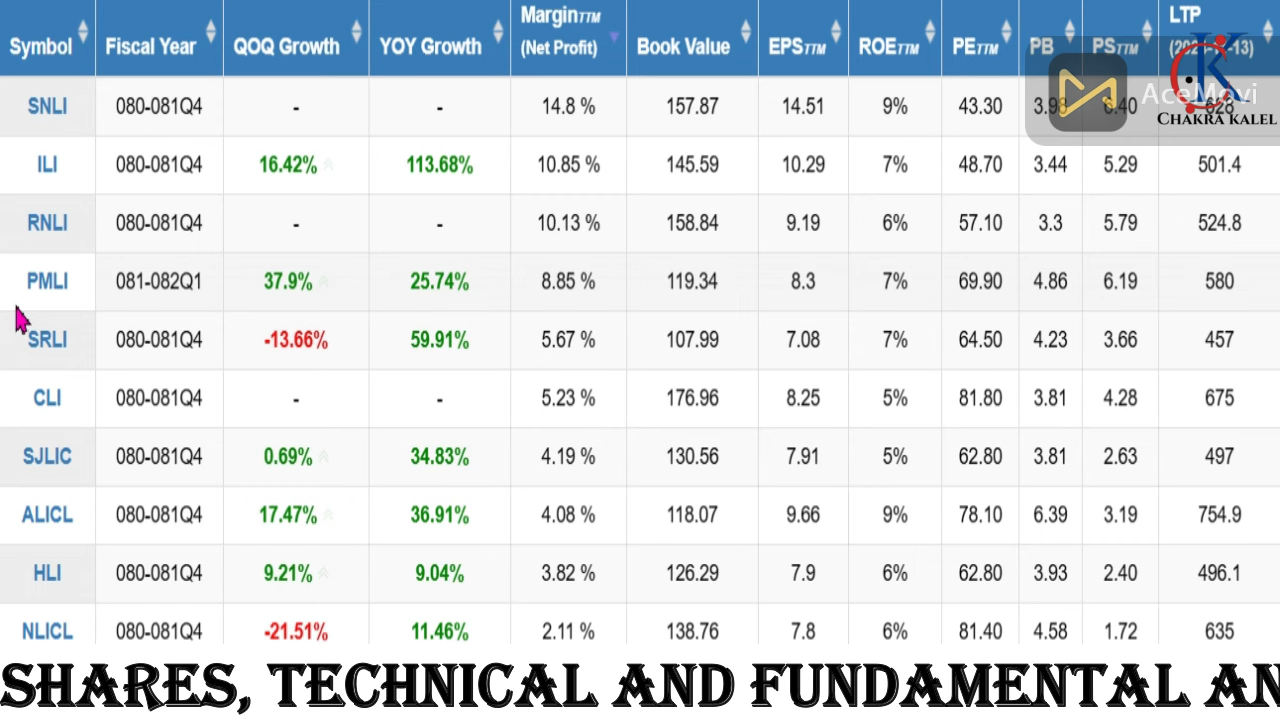 Symbol Fiscal Year QOQ Growth YOY Growth MarginTTM (Net Profit) Book Value EPSTTM ROETTM PETTM PB PSTTM LTP
SNLI 080-081Q4 - - 14.8 % 157.87 14.51 9% 43.30 3.98 6.40 628
AceMovi
CHAKRA KALEL
ILI 080-081Q4 16.42% 113.68% 10.85 % 145.59 10.29 7% 48.70 3.44 5.29 501.4
RNLI 080-081Q4 - - 10.13 % 158.84 9.19 6% 57.10 3.3 5.79 524.8
PMLI 081-082Q1 37.9% 25.74% 8.85 % 119.34 8.3 7% 69.90 4.86 6.19 580
SRLI 080-081Q4 -13.66% 59.91% 5.67 % 107.99 7.08 7% 64.50 4.23 3.66 457
CLI 080-081Q4 - - 5.23 % 176.96 8.25 5% 81.80 3.81 4.28 675
SJLIC 080-081Q4 0.69% 34.83% 4.19 % 130.56 7.91 5% 62.80 3.81 2.63 497
ALICL 080-081Q4 17.47% 36.91% 4.08 % 118.07 9.66 9% 78.10 6.39 3.19 754.9
HLI 080-081Q4 9.21% 9.04% 3.82 % 126.29 7.9 6% 62.80 3.93 2.40 496.1
NLICL 080-081Q4 -21.51% 11.46% 2.11 % 138.76 7.8 6% 81.40 4.58 1.72 635
SHARES, TECHNICAL AND FUNDAMENTAL AN